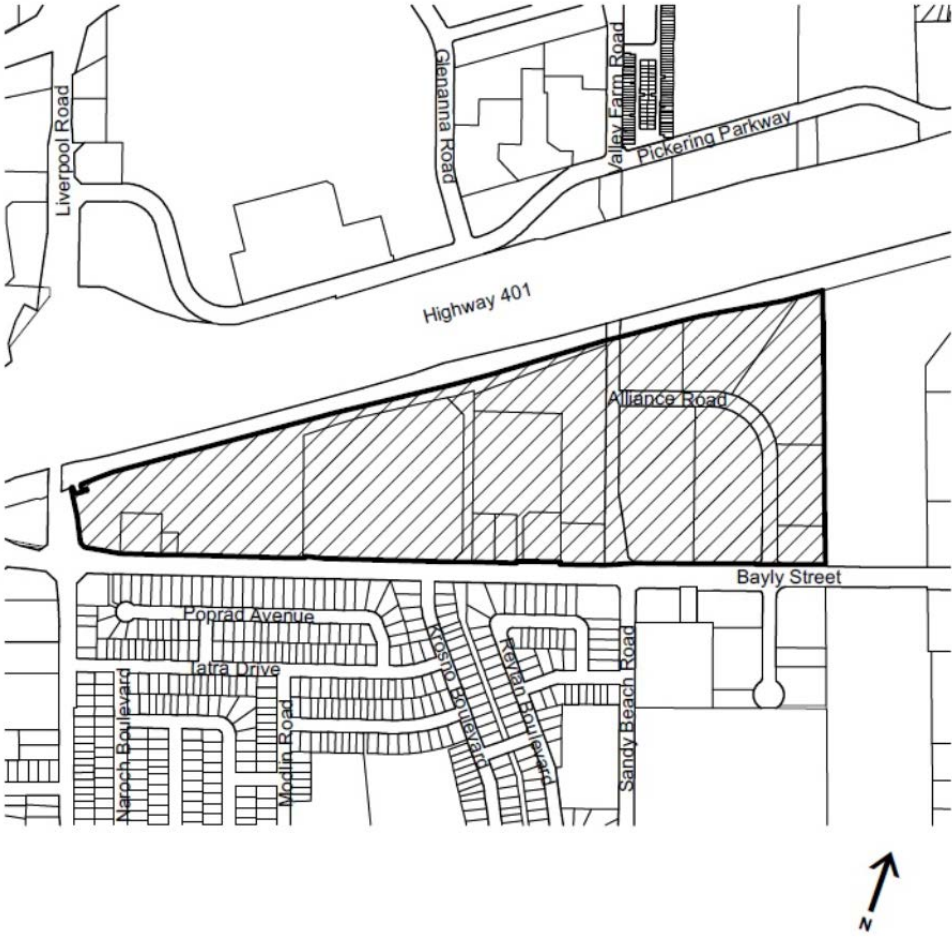 Liverpool Road
Glenanna Road
Valley Farm Road
Pickering Parkway
Highway 401
Alliance Road
Bayly Street
Poprad Avenue
Tatra Drive
Naroch Boulevard
Modlin Road
Krosno Boulevard
Reytan Boulevard
Sandy Beach Road
N